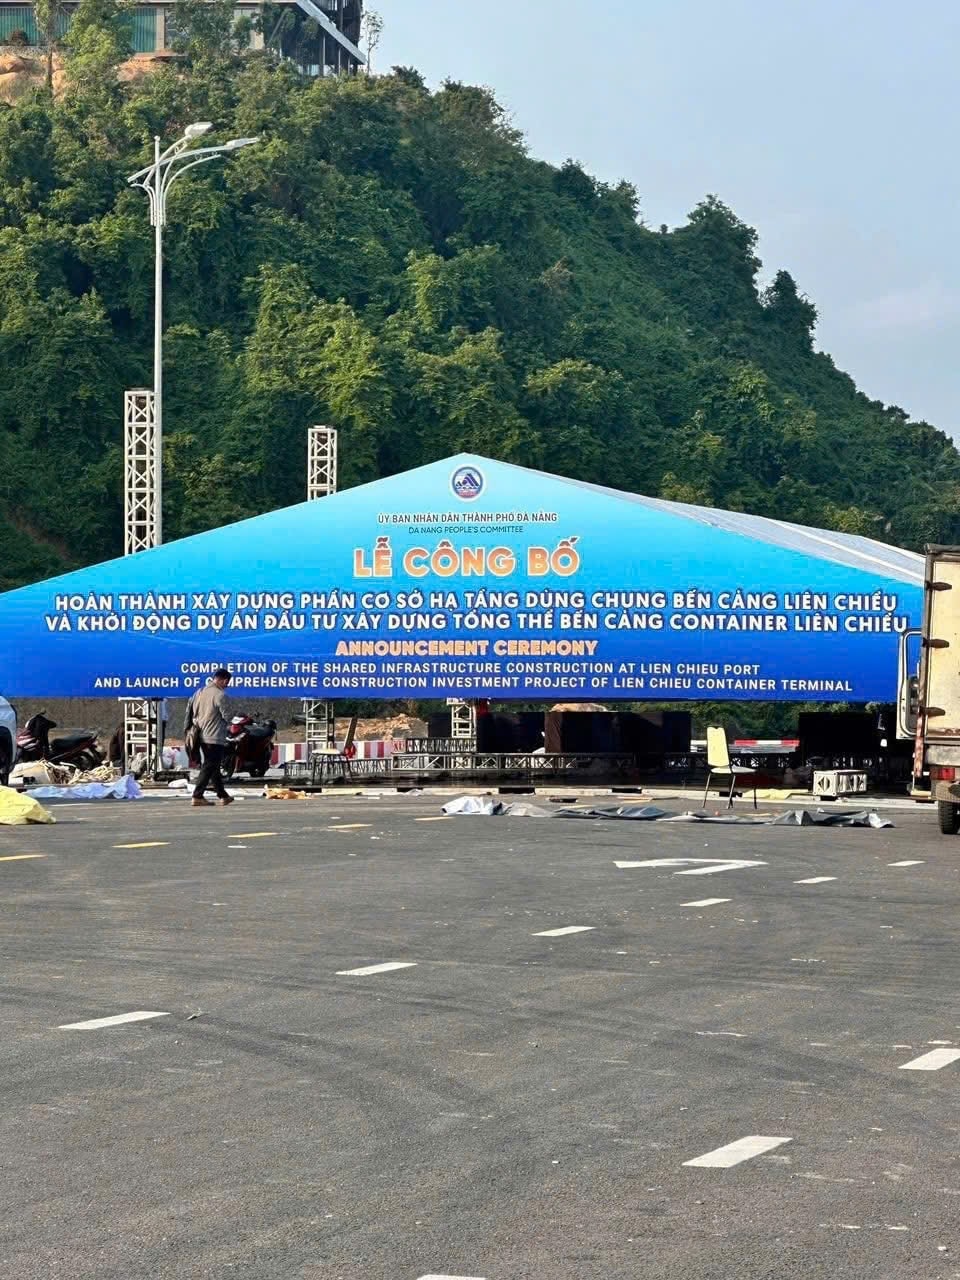 ỦY BAN NHÂN DÂN THÀNH PHỐ ĐÀ NẴNG
DA NANG PEOPLE'S COMMITTEE
LỄ CÔNG BỐ
HOÀN THÀNH XÂY DỰNG PHẦN CƠ SỞ HẠ TẦNG DÙNG CHUNG BẾN CẢNG LIÊN CHIỂU
VÀ KHỞI ĐỘNG DỰ ÁN ĐẦU TƯ XÂY DỰNG TỔNG THỂ BẾN CẢNG CONTAINER LIÊN CHIỂU
ANNOUNCEMENT CEREMONY
COMPLETION OF THE SHARED INFRASTRUCTURE CONSTRUCTION AT LIEN CHIEU PORT
AND LAUNCH OF COMPREHENSIVE CONSTRUCTION INVESTMENT PROJECT OF LIEN CHIEU CONTAINER TERMINAL